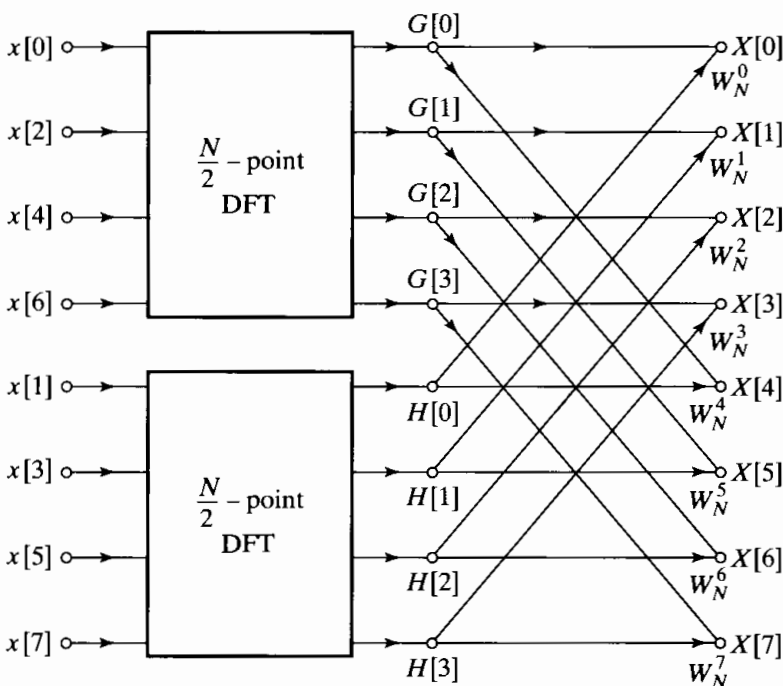 x[0]
G[0]
X[0]
W_N^0
x[2]
G[1]
X[1]
W_N^1
N/2 – point
DFT
x[4]
G[2]
X[2]
W_N^2
x[6]
G[3]
X[3]
W_N^3
x[1]
H[0]
X[4]
W_N^4
x[3]
H[1]
X[5]
W_N^5
N/2 – point
DFT
x[5]
H[2]
X[6]
W_N^6
x[7]
H[3]
X[7]
W_N^7